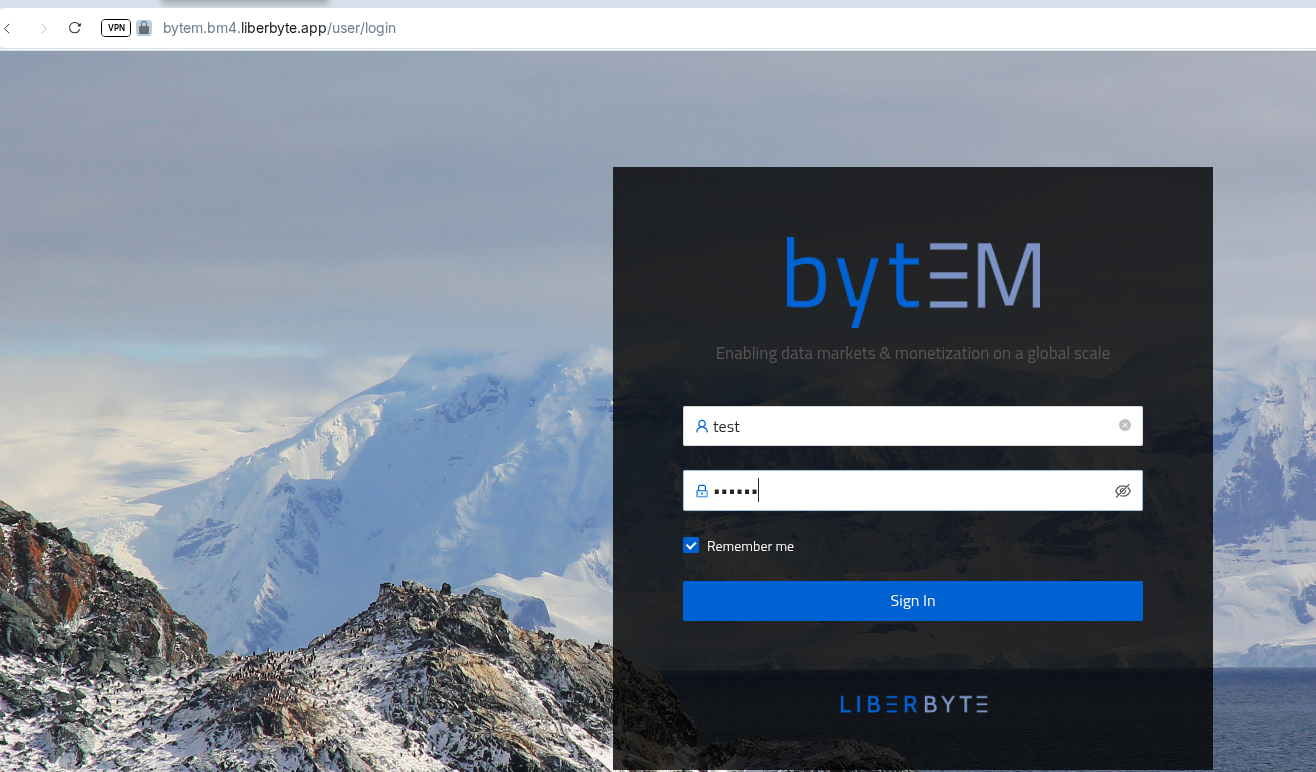 VPN bytem.bm4.liberbyte.app/user/login
bytEM
Enabling data markets & monetization on a global scale
test
••••••
Remember me
Sign In
LIBERBYTE